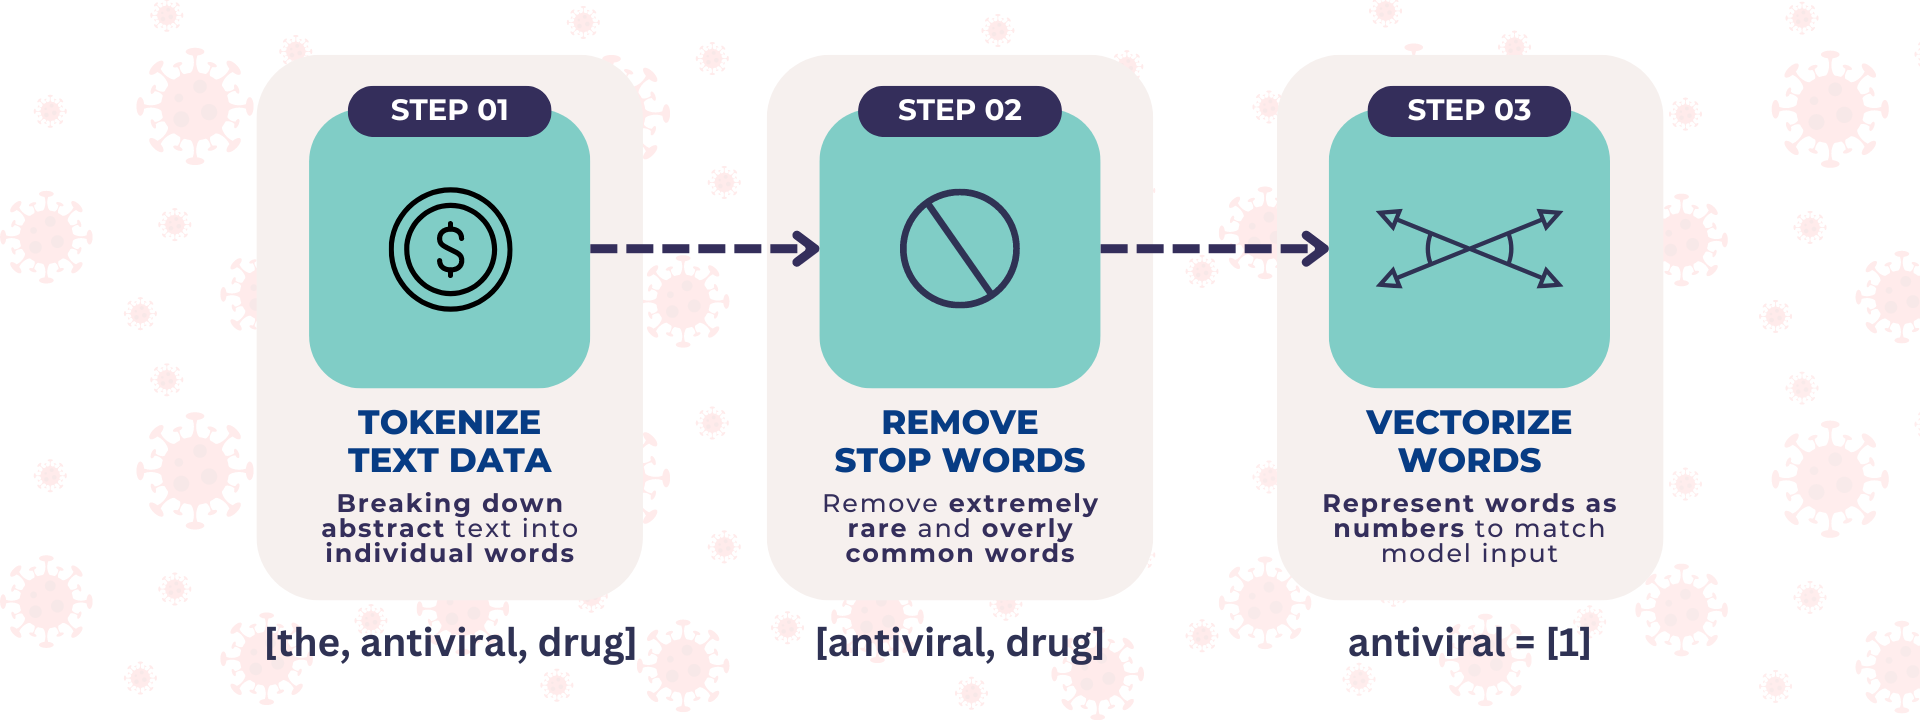 STEP 01
TOKENIZE
TEXT DATA
Breaking down
abstract text into
individual words
[the, antiviral, drug]
STEP 02
REMOVE
STOP WORDS
Remove extremely
rare and overly
common words
[antiviral, drug]
STEP 03
VECTORIZE
WORDS
Represent words as
numbers to match
model input
antiviral = [1]